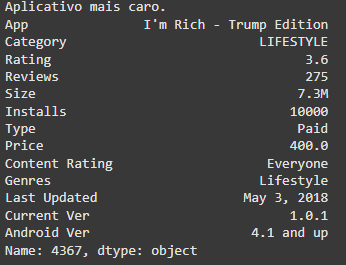 Aplicativo mais caro.
App I'm Rich - Trump Edition
Category LIFESTYLE
Rating 3.6
Reviews 275
Size 7.3M
Installs 10000
Type Paid
Price 400.0
Content Rating Everyone
Genres Lifestyle
Last Updated May 3, 2018
Current Ver 1.0.1
Android Ver 4.1 and up
Name: 4367, dtype: object